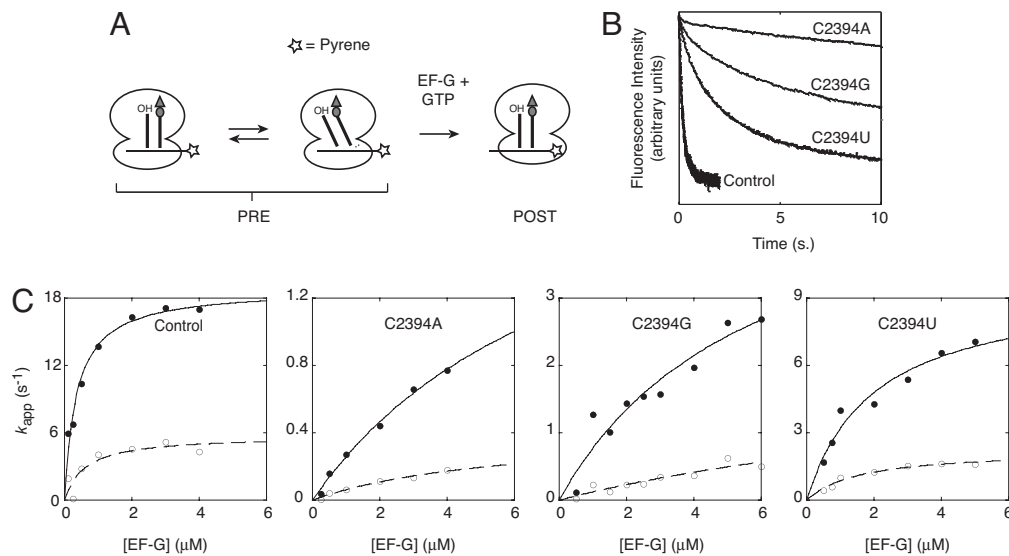 A
= Pyrene
EF-G +
GTP
OH
OH
OH
PRE
POST
B
Fluorescence Intensity
(arbitrary units)
C2394A
C2394G
C2394U
Control
0
5
10
Time (s.)
C
kapp (s-1)
18
12
6
0
Control
0 2 4 6
[EF-G] (μM)
1.2
0.8
0.4
0
C2394A
0 2 4 6
[EF-G] (μM)
3
2
1
0
C2394G
0 2 4 6
[EF-G] (μM)
9
6
3
0
C2394U
0 2 4 6
[EF-G] (μM)